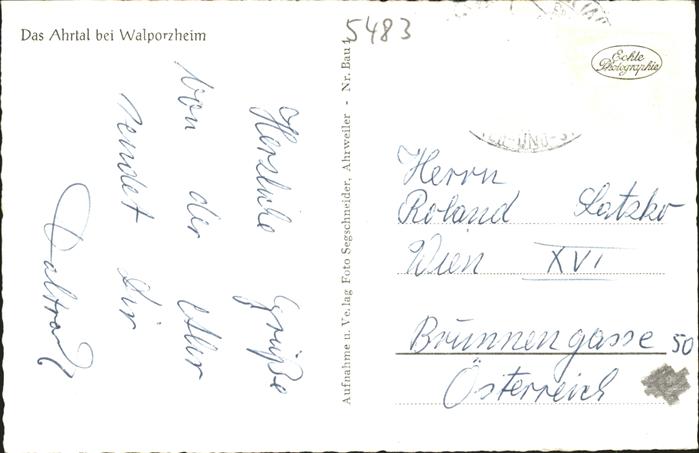 Das Ahrtal bei Walporzheim
5483
Herzliche Grüße
von der Ahr
sendet Dir
Aufnahme u. Verlag Foto Segschneider, Ahrweiler - Nr. Bau 1
Echte
Photographie
Herrn
Roland Latzko
Wien XVI
Brunnengasse 50
Österreich